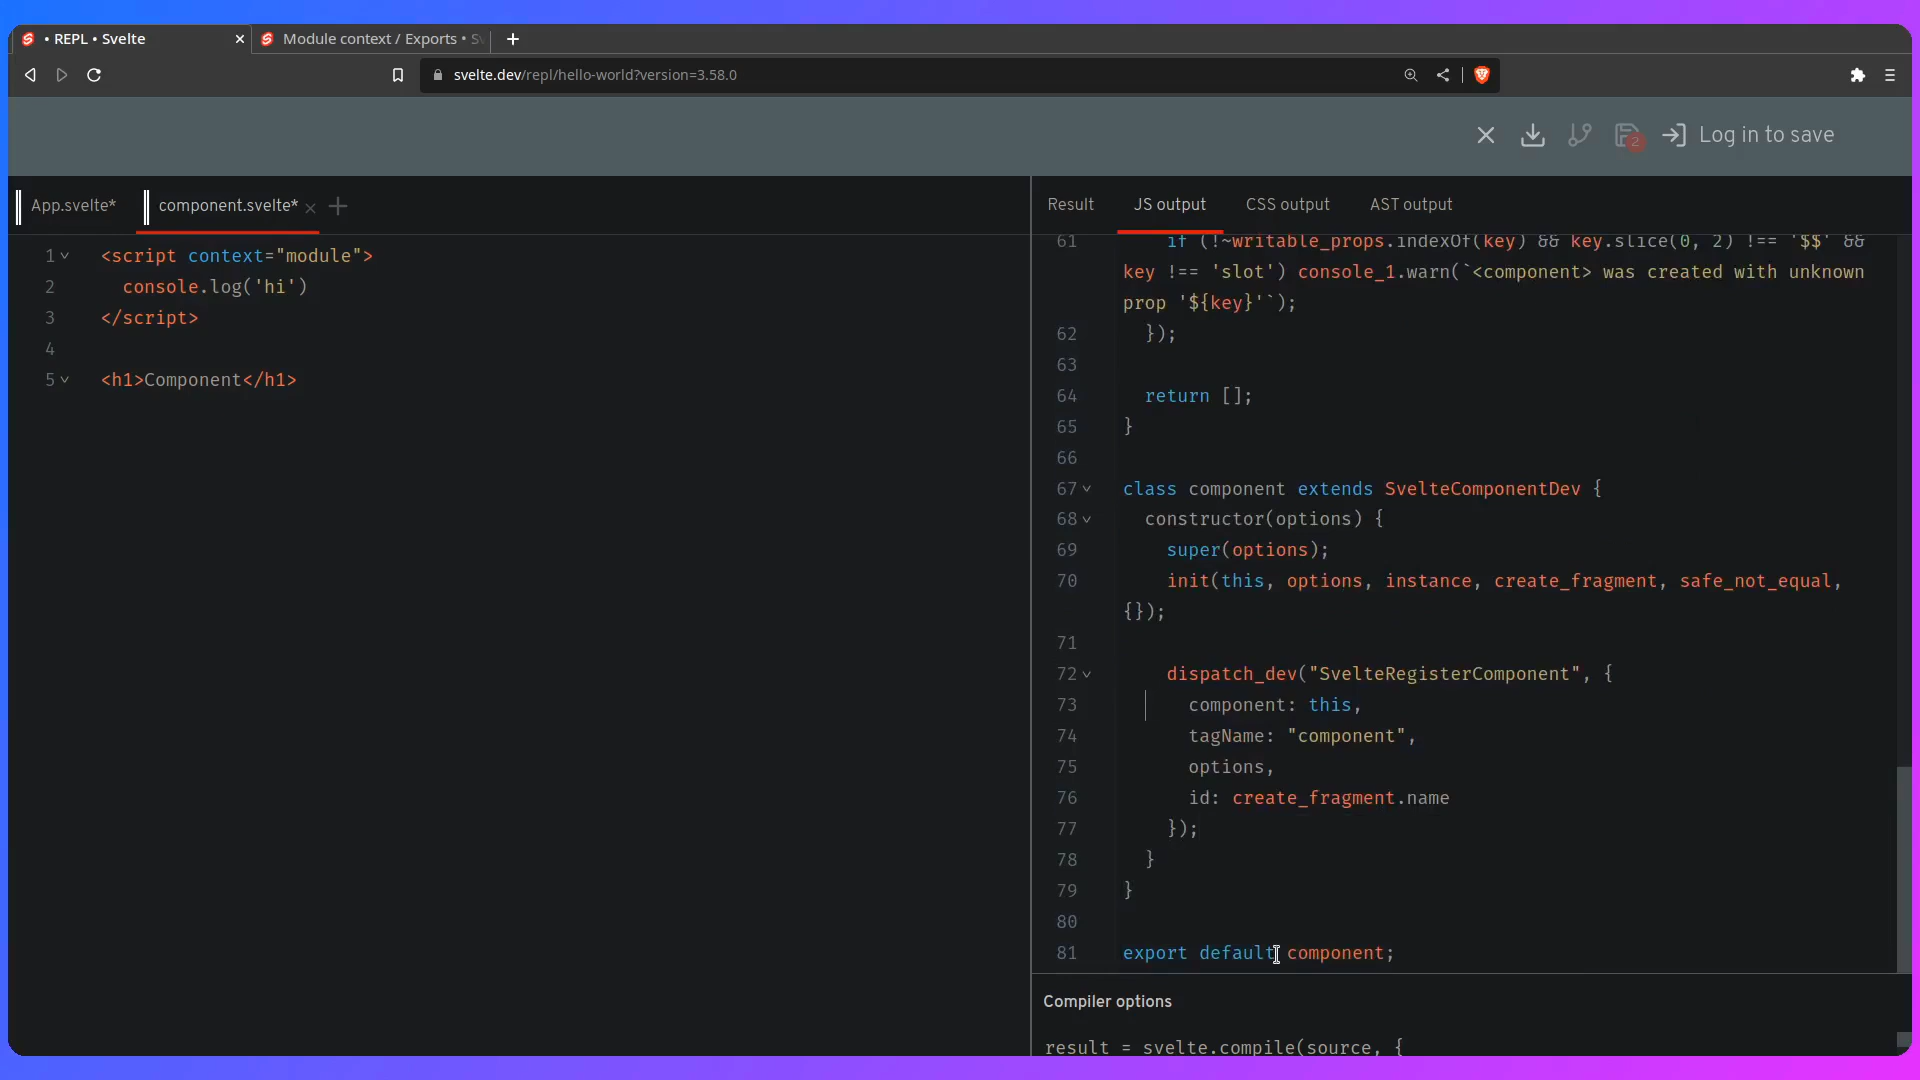 • REPL • Svelte
Module context / Exports • Sv
svelte.dev/repl/hello-world?version=3.58.0
2
Log in to save
App.svelte*
component.svelte*
Result
JS output
CSS output
AST output
1 <script context="module">
2 console.log('hi')
3 </script>
4
5 <h1>Component</h1>
61 if (!~writable_props.indexOf(key) && key.slice(0, 2) !== '$$' &&
key !== 'slot') console_1.warn(`<component> was created with unknown
prop '${key}'`);
62 });
63
64 return [];
65 }
66
67 class component extends SvelteComponentDev {
68 constructor(options) {
69 super(options);
70 init(this, options, instance, create_fragment, safe_not_equal,
{});
71
72 dispatch_dev("SvelteRegisterComponent", {
73 component: this,
74 tagName: "component",
75 options,
76 id: create_fragment.name
77 });
78 }
79 }
80
81 export default component;
Compiler options
result = svelte.compile(source, {